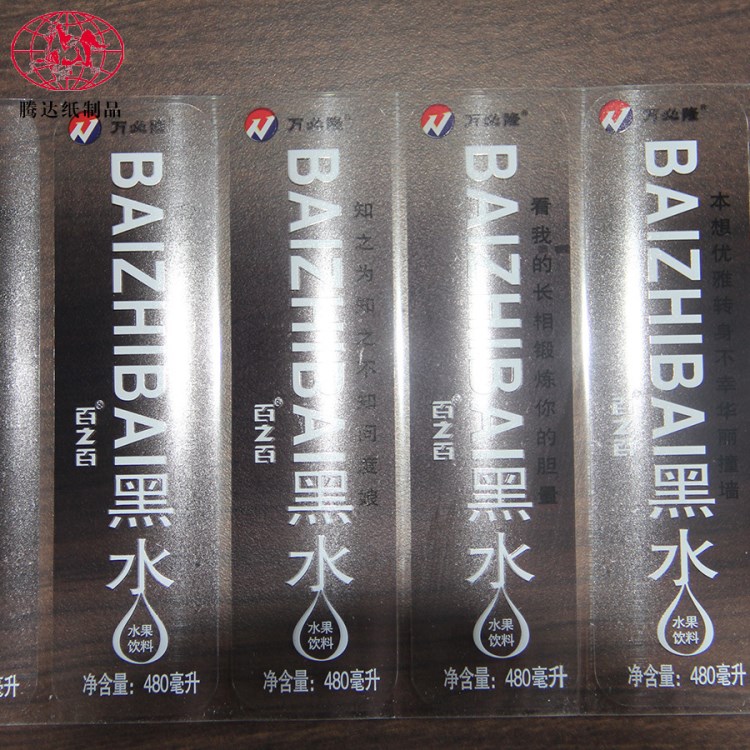 腾达纸制品
万必隆®
BAIZHIBAI黑水
百之百®
水果
饮料
净含量：480毫升
万必隆®
BAIZHIBAI黑水
知之为知之不知问度娘
百之百®
水果
饮料
净含量：480毫升
万必隆®
BAIZHIBAI黑水
看我的长相锻炼你的胆量
百之百®
水果
饮料
净含量：480毫升
万必隆®
BAIZHIBAI黑水
本想优雅转身不幸华丽撞墙
百之百
水果
饮料
净含量：480毫升
升